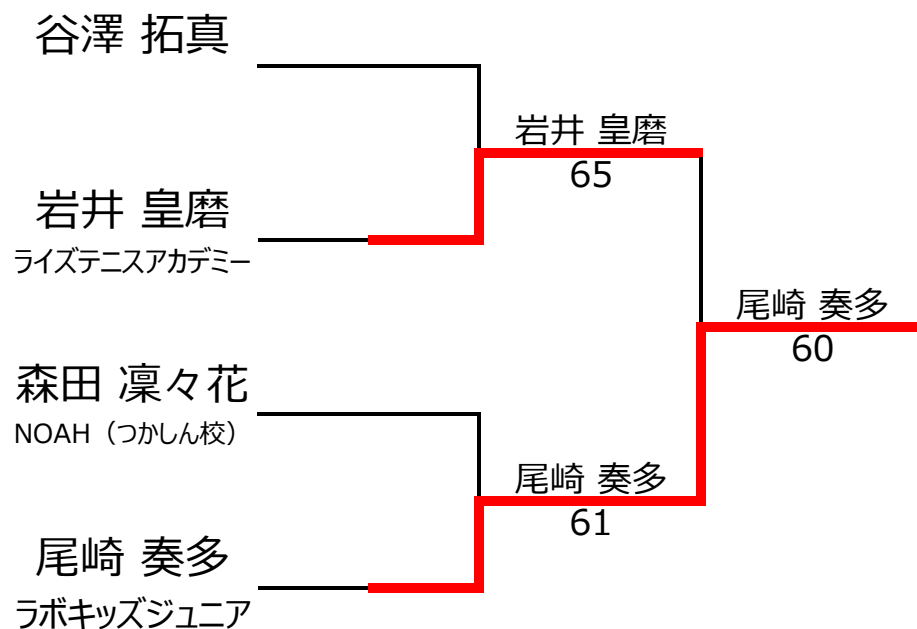 谷澤 拓真
岩井 皇磨
65
岩井 皇磨
ライズテニスアカデミー
尾崎 奏多
60
森田 凜々花
NOAH（つかしん校）
尾崎 奏多
61
尾崎 奏多
ラボキッズジュニア